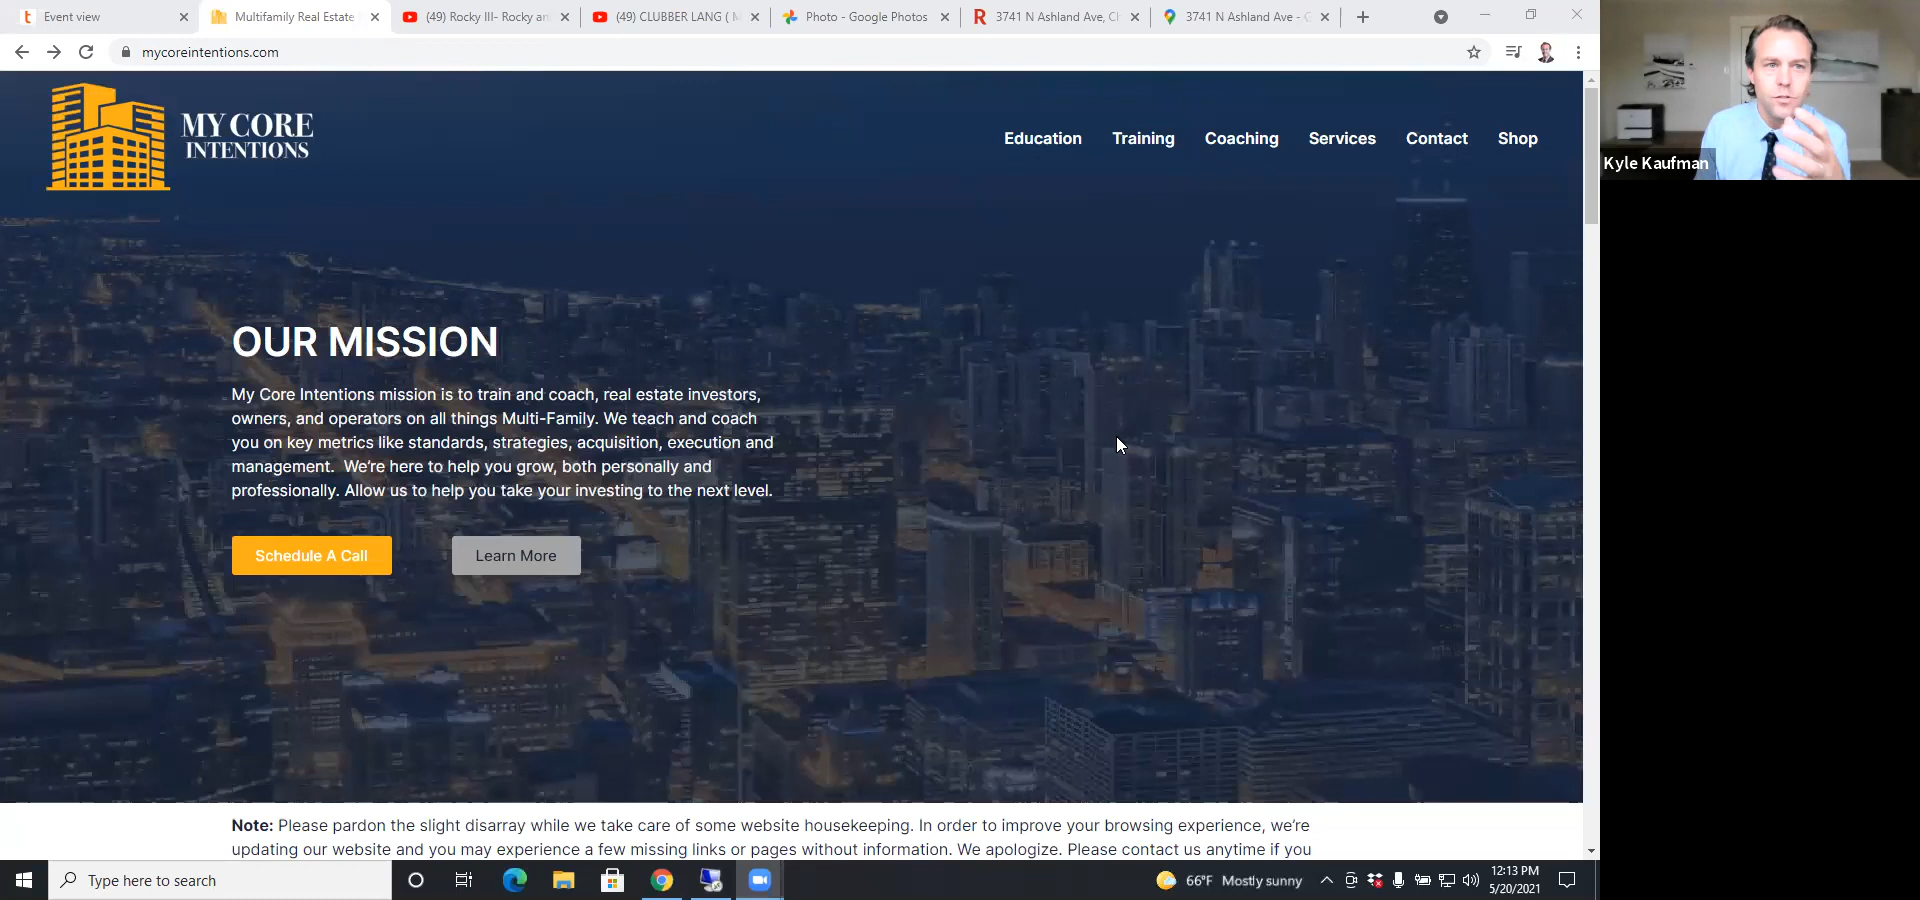 Event view
Multifamily Real Estate
(49) Rocky III- Rocky an
(49) CLUBBER LANG ( M
Photo - Google Photos
3741 N Ashland Ave, Ch
3741 N Ashland Ave - G
mycoreintentions.com
MY CORE
INTENTIONS
Education Training Coaching Services Contact Shop
Kyle Kaufman
OUR MISSION
My Core Intentions mission is to train and coach, real estate investors,
owners, and operators on all things Multi-Family. We teach and coach
you on key metrics like standards, strategies, acquisition, execution and
management.  We're here to help you grow, both personally and
professionally. Allow us to help you take your investing to the next level.
Schedule A Call
Learn More
Note: Please pardon the slight disarray while we take care of some website housekeeping. In order to improve your browsing experience, we're
updating our website and you may experience a few missing links or pages without information. We apologize. Please contact us anytime if you
Type here to search
66°F Mostly sunny
12:13 PM
5/20/2021